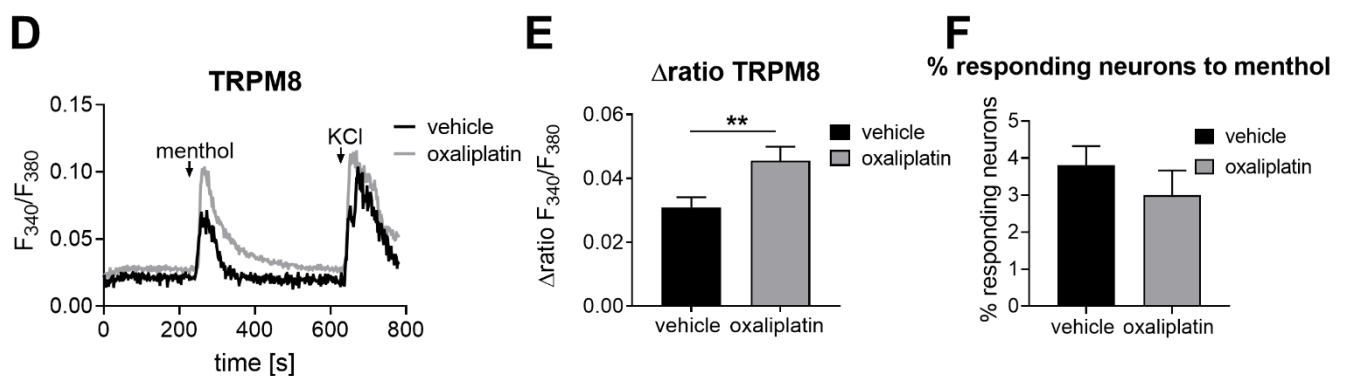 D
TRPM8
F340/F380
0.15
0.10
0.05
0.00
menthol
KCl
vehicle
oxaliplatin
0 200 400 600 800
time [s]
E
Δratio TRPM8
Δratio F340/F380
0.06
0.04
0.02
0.00
**
vehicle
oxaliplatin
vehicle oxaliplatin
F
% responding neurons to menthol
% responding neurons
5
4
3
2
1
0
vehicle
oxaliplatin
vehicle oxaliplatin